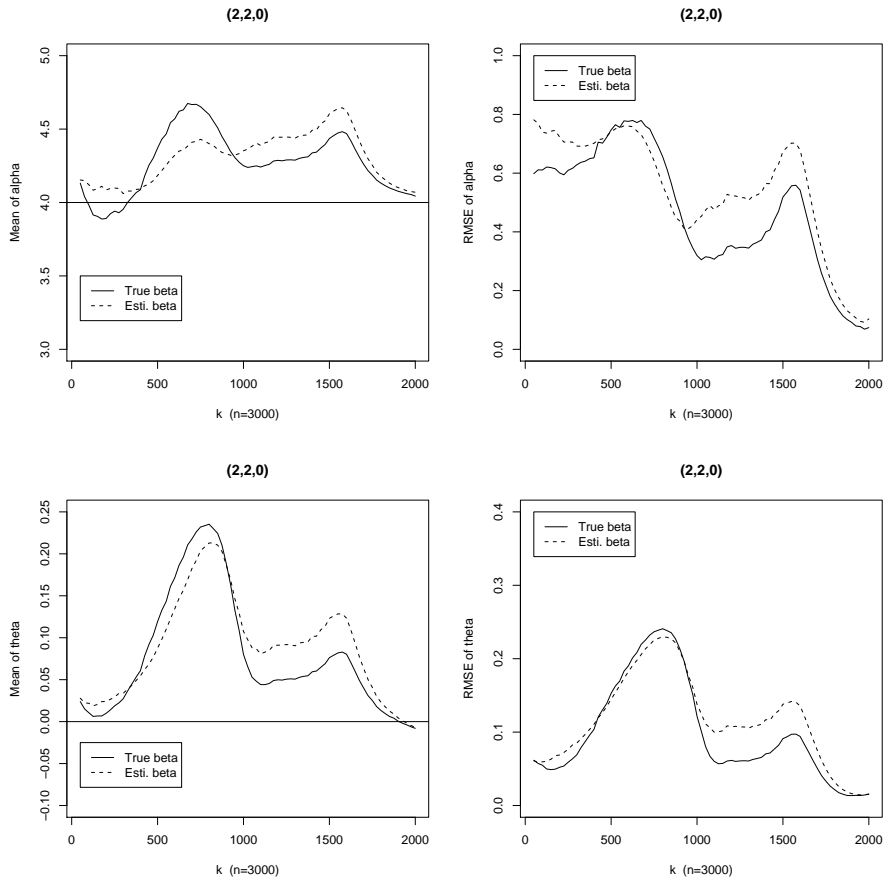 (2,2,0)
Mean of alpha
5.0
4.5
4.0
3.5
3.0
True beta
Esti. beta
0 500 1000 1500 2000
k (n=3000)
(2,2,0)
RMSE of alpha
1.0
0.8
0.6
0.4
0.2
0.0
True beta
Esti. beta
0 500 1000 1500 2000
k (n=3000)
(2,2,0)
Mean of theta
0.25
0.20
0.15
0.10
0.05
0.00
−0.05
−0.10
True beta
Esti. beta
0 500 1000 1500 2000
k (n=3000)
(2,2,0)
RMSE of theta
0.4
0.3
0.2
0.1
0.0
True beta
Esti. beta
0 500 1000 1500 2000
k (n=3000)